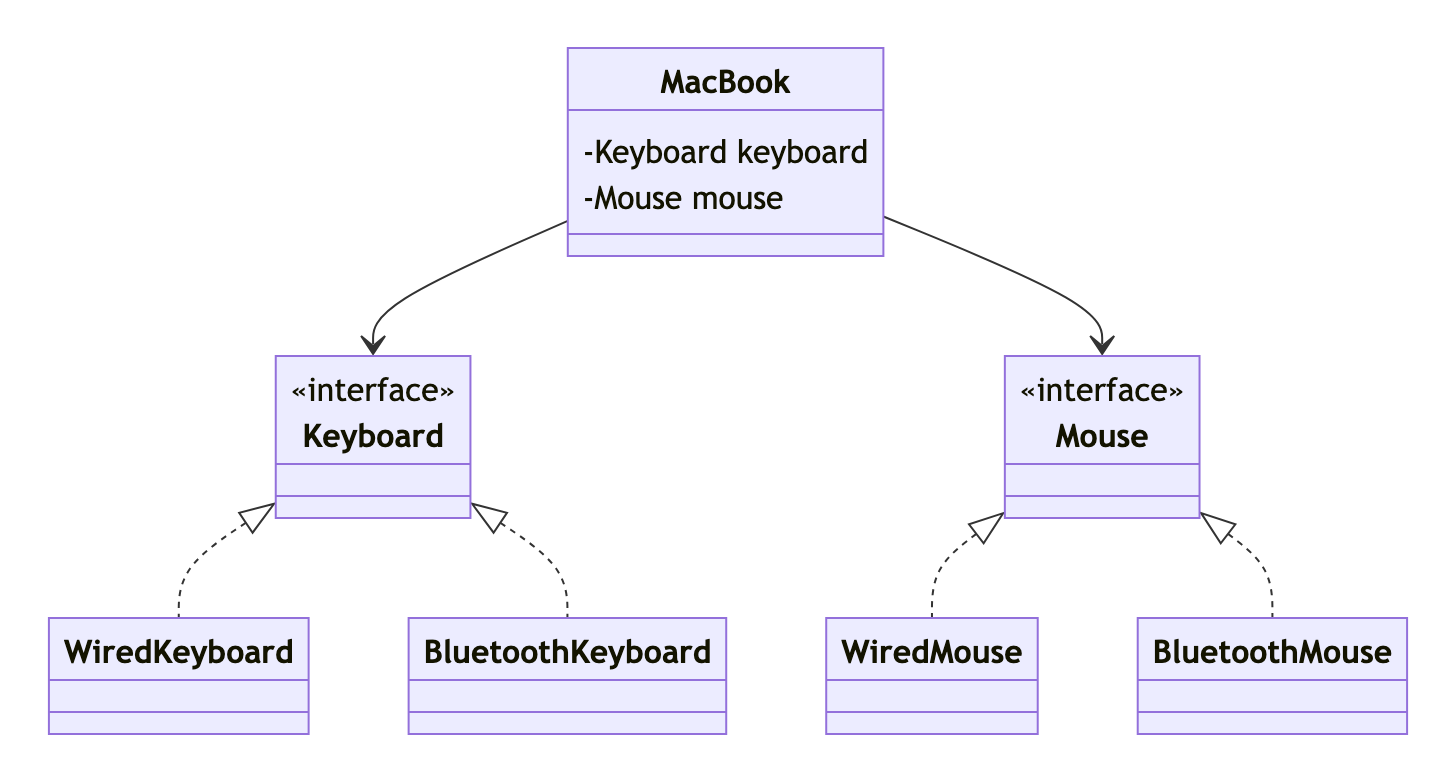 MacBook
-Keyboard keyboard
-Mouse mouse
«interface»
Keyboard
«interface»
Mouse
WiredKeyboard
BluetoothKeyboard
WiredMouse
BluetoothMouse